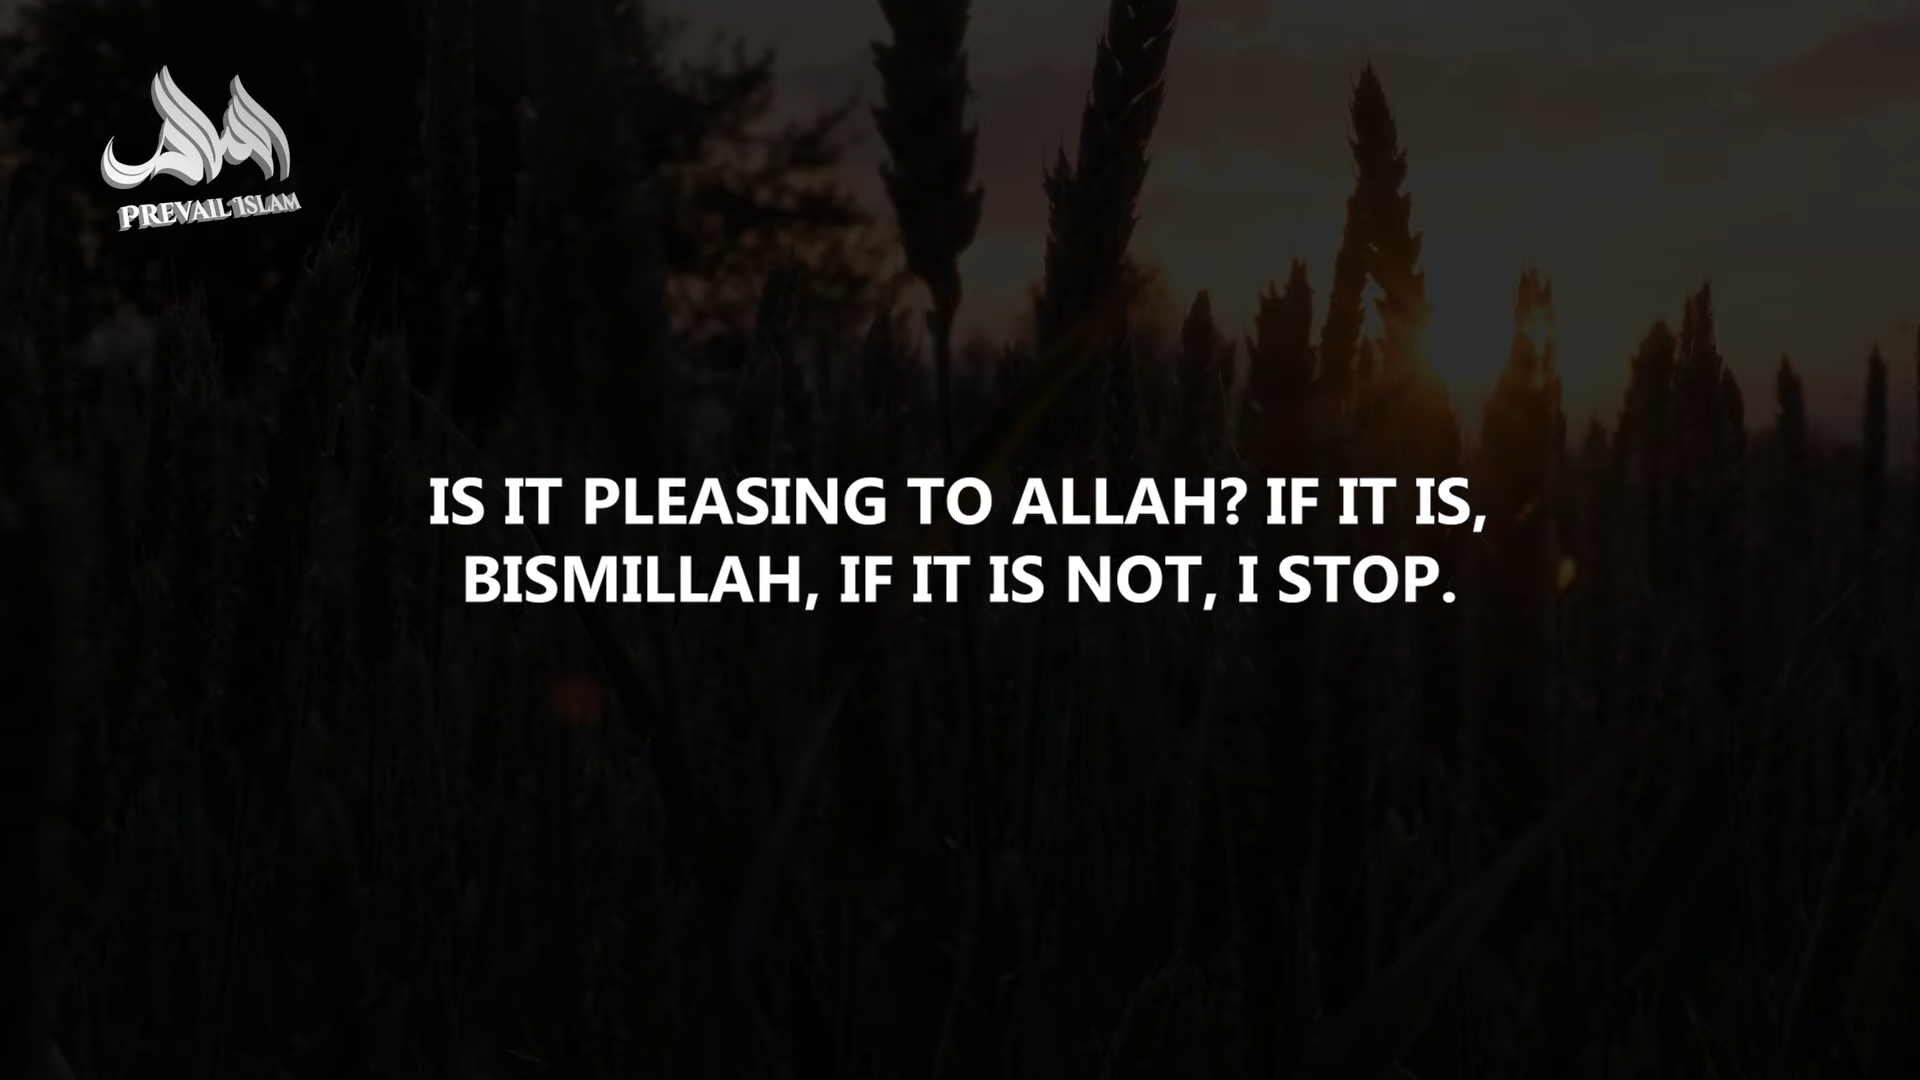 PREVAIL ISLAM
IS IT PLEASING TO ALLAH? IF IT IS,
BISMILLAH, IF IT IS NOT, I STOP.